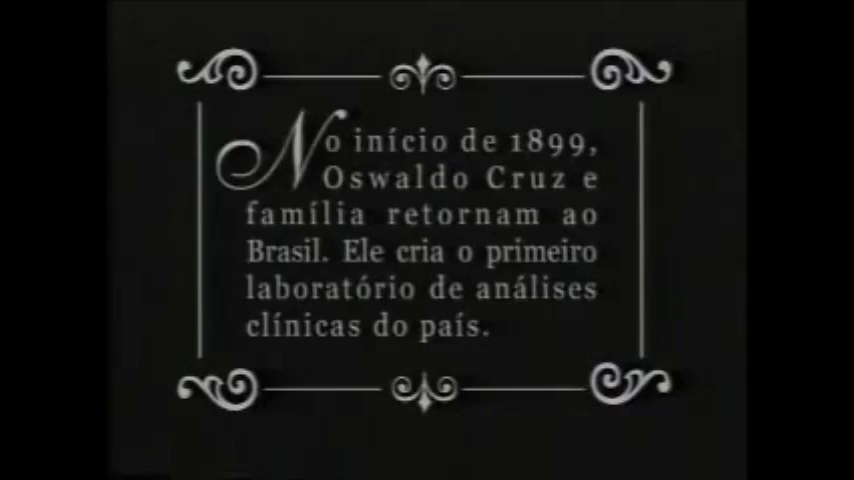 No início de 1899,
Oswaldo Cruz e
família retornam ao
Brasil. Ele cria o primeiro
laboratório de análises
clínicas do país.